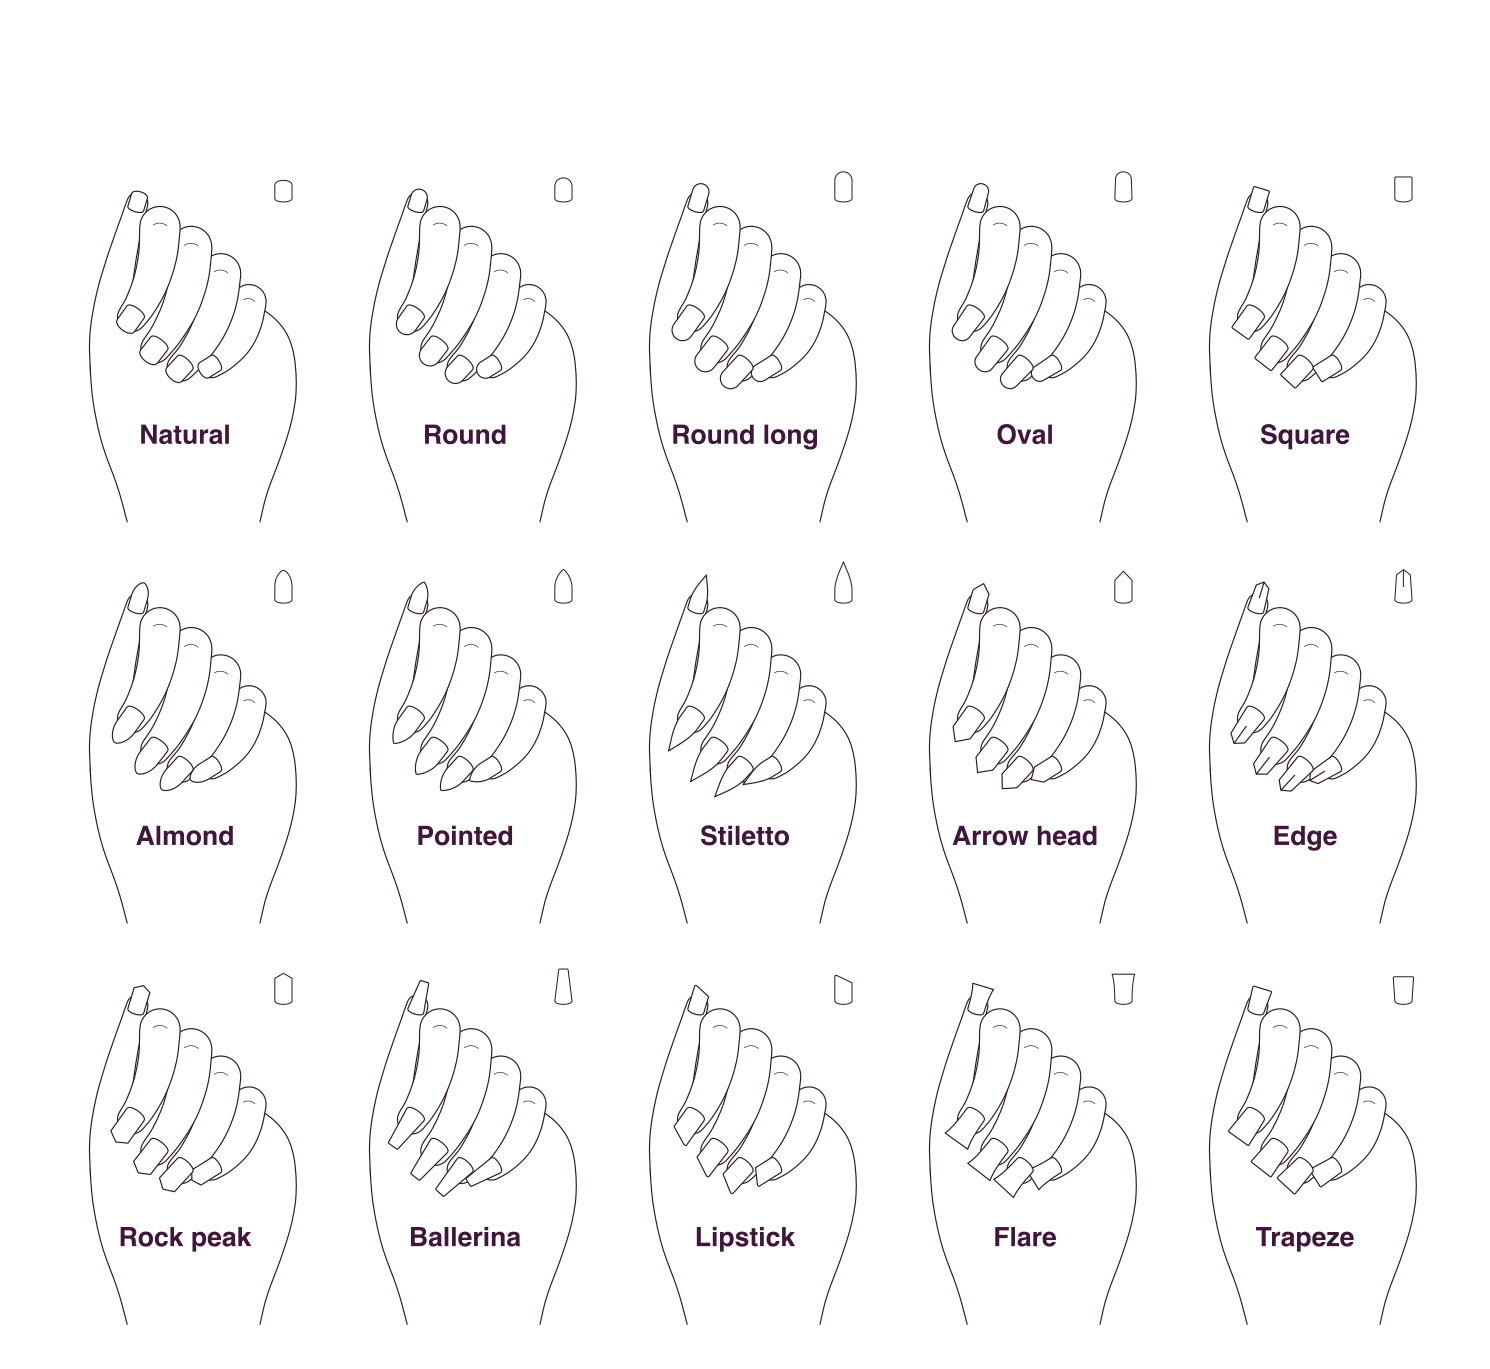 Natural
Round
Round long
Oval
Square
Almond
Pointed
Stiletto
Arrow head
Edge
Rock peak
Ballerina
Lipstick
Flare
Trapeze